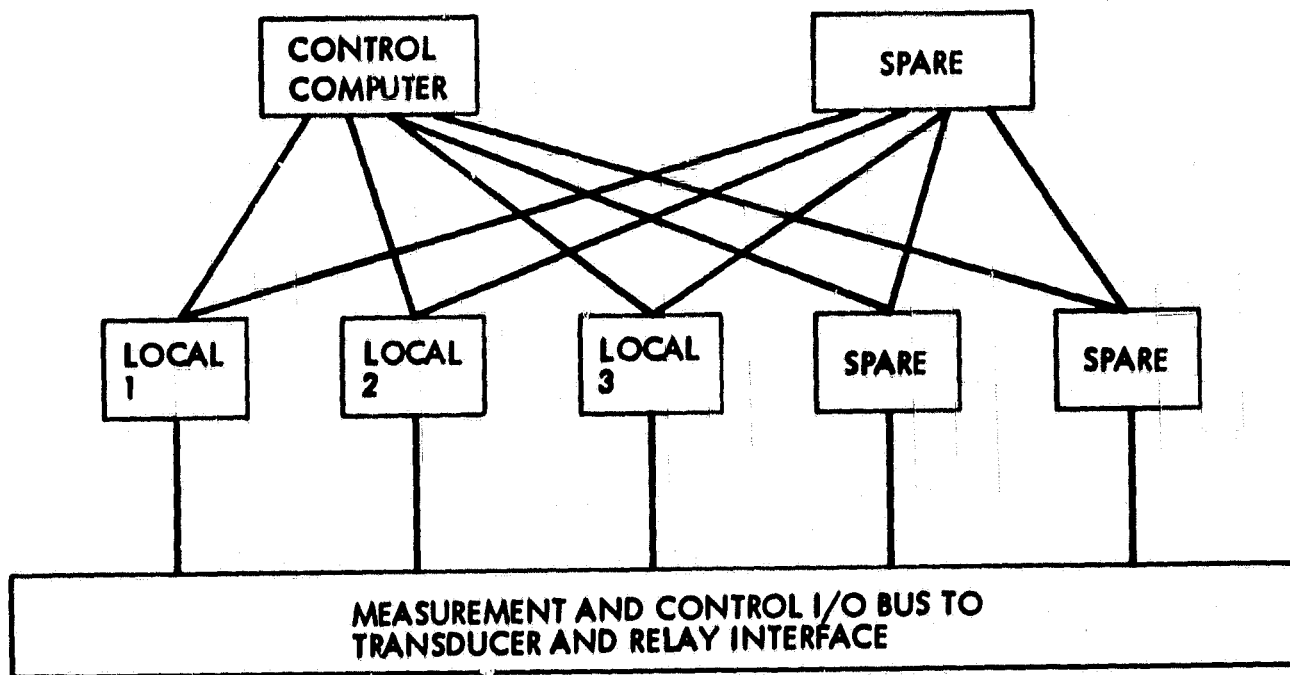 CONTROL
COMPUTER
SPARE
LOCAL
1
LOCAL
2
LOCAL
3
SPARE
SPARE
MEASUREMENT AND CONTROL I/O BUS TO
TRANSDUCER AND RELAY INTERFACE